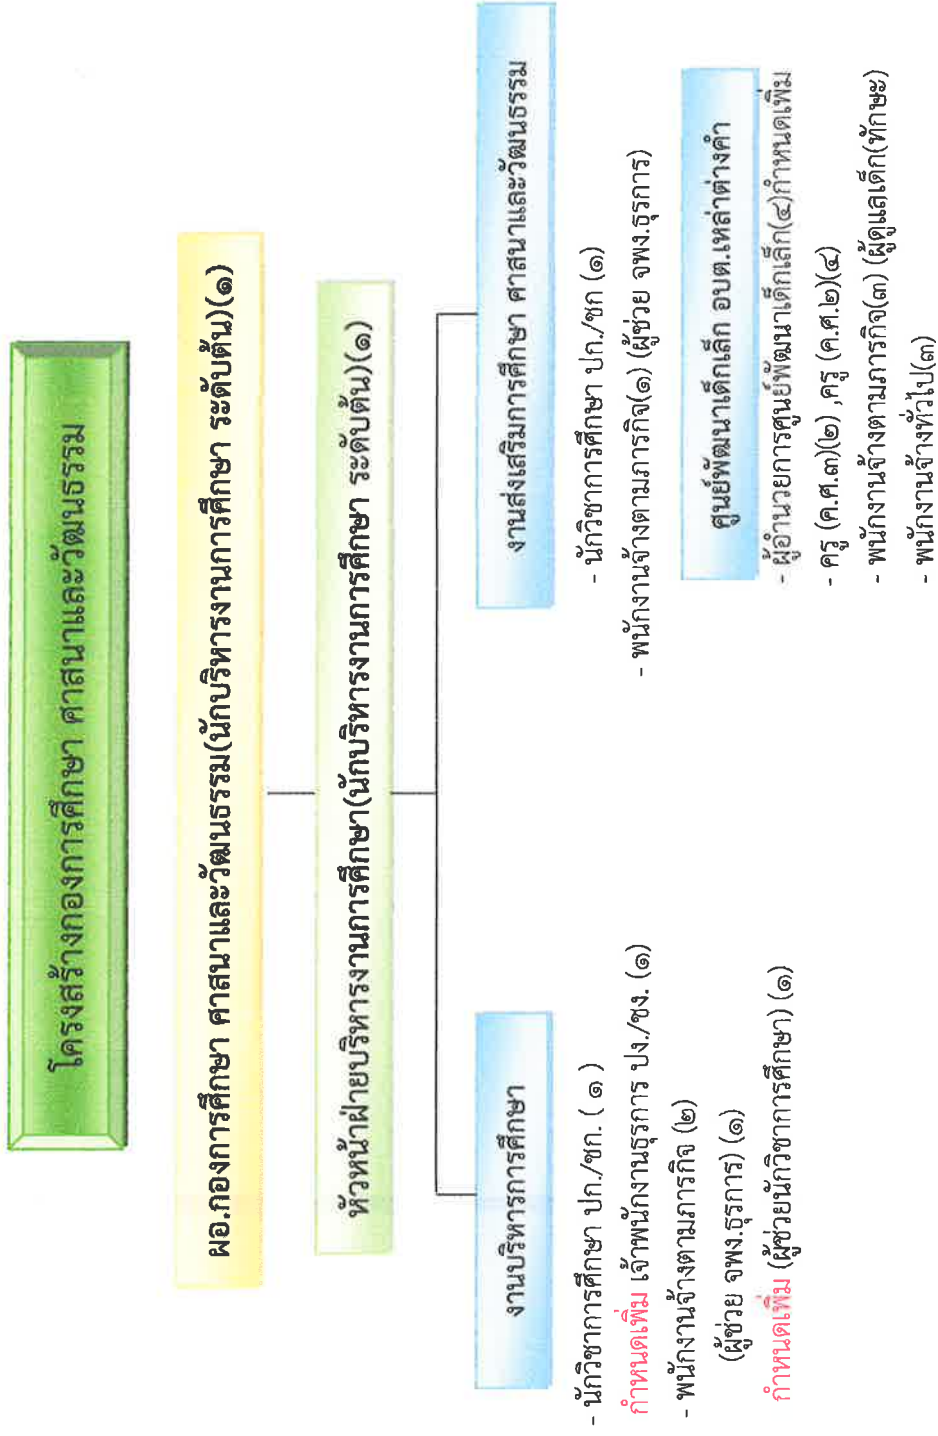 โครงสร้างกองการศึกษา ศาสนาและวัฒนธรรม
ผอ.กองการศึกษา ศาสนาและวัฒนธรรม(นักบริหารงานการศึกษา ระดับต้น)(๑)
หัวหน้าฝ่ายบริหารงานการศึกษา(นักบริหารงานการศึกษา ระดับต้น)(๑)
งานบริหารการศึกษา
- นักวิชาการศึกษา ปก./ชก. ( ๑ )
กำหนดเพิ่ม เจ้าพนักงานธุรการ ปง./ชง. (๑)
- พนักงานจ้างตามภารกิจ (๒)
(ผู้ช่วย จพง.ธุรการ) (๑)
กำหนดเพิ่ม (ผู้ช่วยนักวิชาการศึกษา) (๑)
งานส่งเสริมการศึกษา ศาสนาและวัฒนธรรม
- นักวิชาการศึกษา ปก./ชก (๑)
- พนักงานจ้างตามภารกิจ(๑) (ผู้ช่วย จพง.ธุรการ)
ศูนย์พัฒนาเด็กเล็ก อบต.เหล่าต่างคำ
- ผู้อำนวยการศูนย์พัฒนาเด็กเล็ก(๔)กำหนดเพิ่ม
- ครู (ค.ศ.๓)(๒) ,ครู (ค.ศ.๒)(๔)
- พนักงานจ้างตามภารกิจ(๓) (ผู้ดูแลเด็ก(ทักษะ)
- พนักงานจ้างทั่วไป(๓)